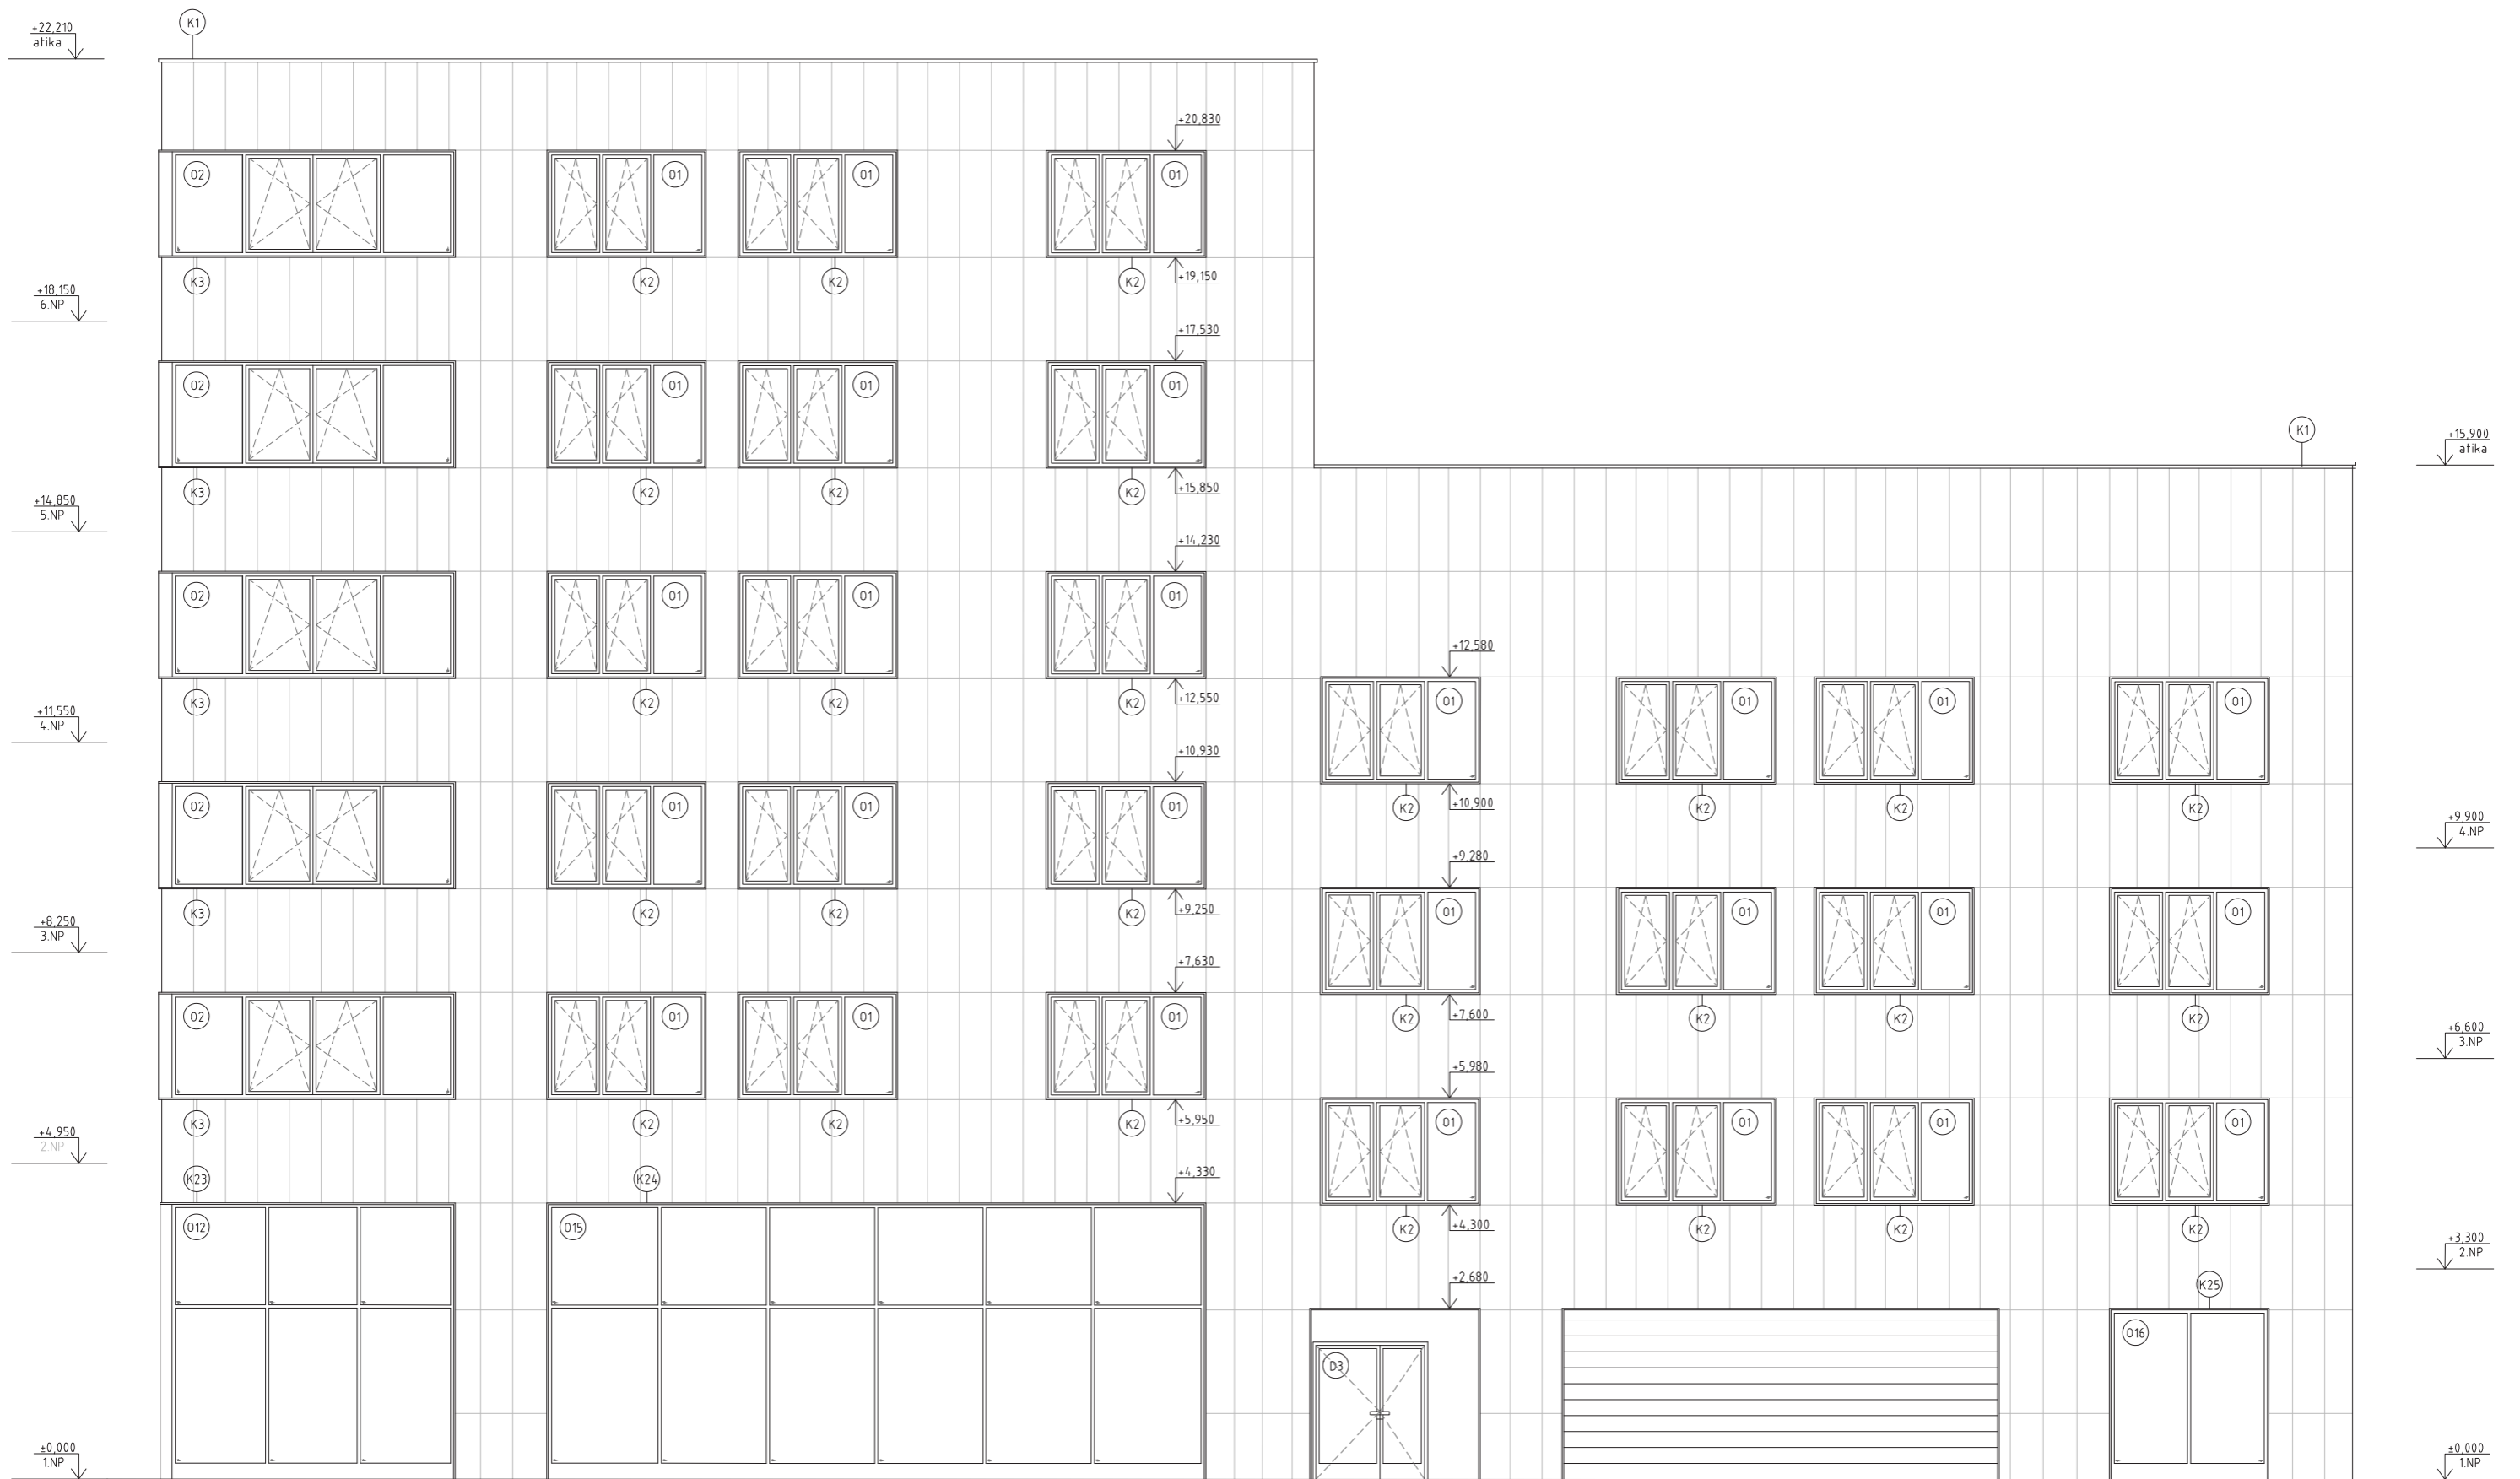 K1
+22,210
atika
+20,830
O2
O1
O1
O1
K3
K2
K2
K2
+19,150
+18,150
6.NP
+17,530
O2
O1
O1
O1
K1
+15,900
atika
K3
K2
K2
K2
+15,850
+14,850
5.NP
+14,230
O2
O1
O1
O1
+12,580
K3
K2
K2
K2
+12,550
O1
O1
O1
O1
+11,550
4.NP
+10,930
O2
O1
O1
O1
K2
+10,900
K2
K2
K2
+9,900
4.NP
+9,280
K3
K2
K2
K2
+9,250
O1
O1
O1
O1
+8,250
3.NP
+7,630
O2
O1
O1
O1
K2
+7,600
K2
K2
K2
+6,600
3.NP
+5,980
K3
K2
K2
K2
+5,950
O1
O1
O1
O1
+4,950
2.NP
K23
K24
+4,330
O12
O15
K2
+4,300
K2
K2
K2
+3,300
2.NP
+2,680
K25
D3
O16
±0,000
1.NP
±0,000
1.NP